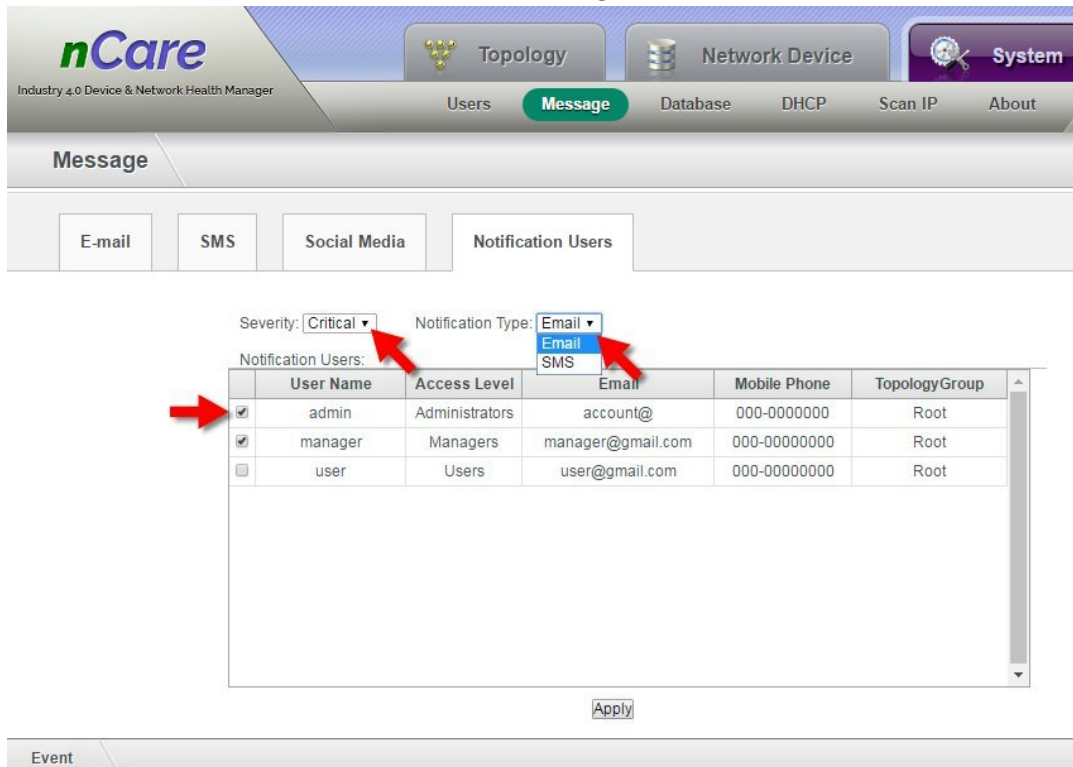 nCare
Industry 4.0 Device & Network Health Manager
Topology Network Device System
Users Message Database DHCP Scan IP About
Message
E-mail SMS Social Media Notification Users
Severity: Critical Notification Type: Email
Email
SMS
Notification Users:
User Name Access Level Email Mobile Phone TopologyGroup
admin Administrators account@ 000-0000000 Root
manager Managers manager@gmail.com 000-00000000 Root
user Users user@gmail.com 000-00000000 Root
Apply
Event